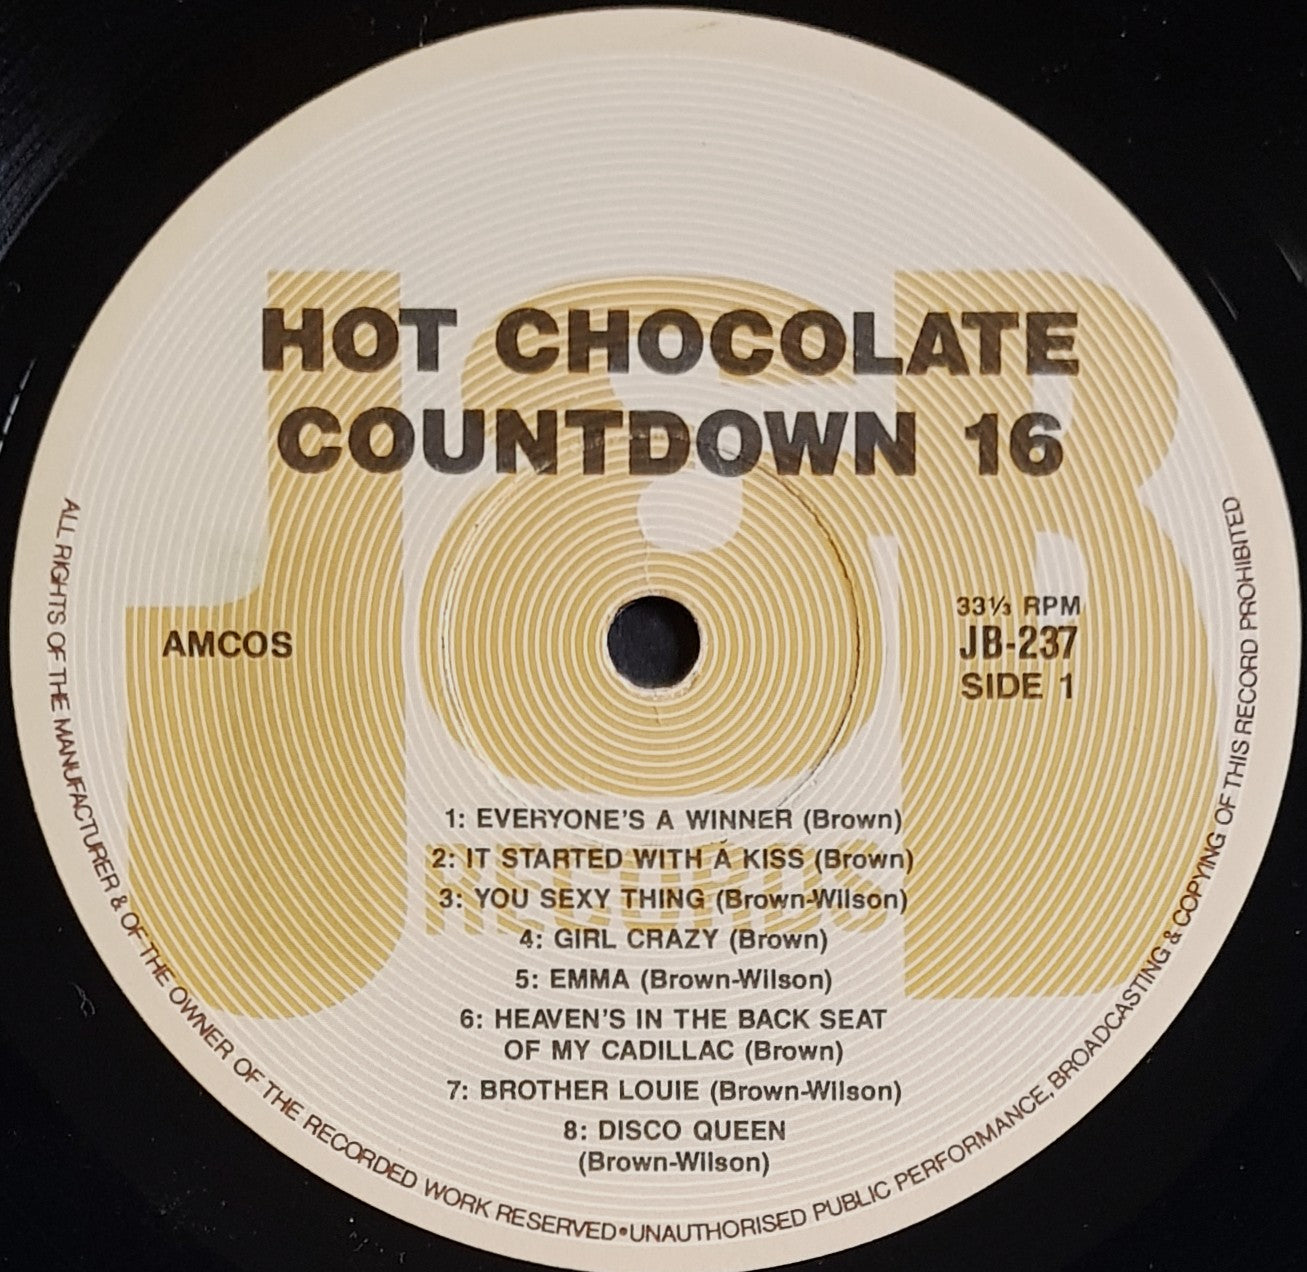 J&B
RECORDS
HOT CHOCOLATE
COUNTDOWN 16
AMCOS
33⅓ RPM
JB-237
SIDE 1
1: EVERYONE'S A WINNER (Brown)
2: IT STARTED WITH A KISS (Brown)
3: YOU SEXY THING (Brown-Wilson)
4: GIRL CRAZY (Brown)
5: EMMA (Brown-Wilson)
6: HEAVEN'S IN THE BACK SEAT
OF MY CADILLAC (Brown)
7: BROTHER LOUIE (Brown-Wilson)
8: DISCO QUEEN
(Brown-Wilson)
ALL RIGHTS OF THE MANUFACTURER & OF THE OWNER OF THE RECORDED WORK RESERVED•UNAUTHORISED PUBLIC PERFORMANCE, BROADCASTING & COPYING OF THIS RECORD PROHIBITED